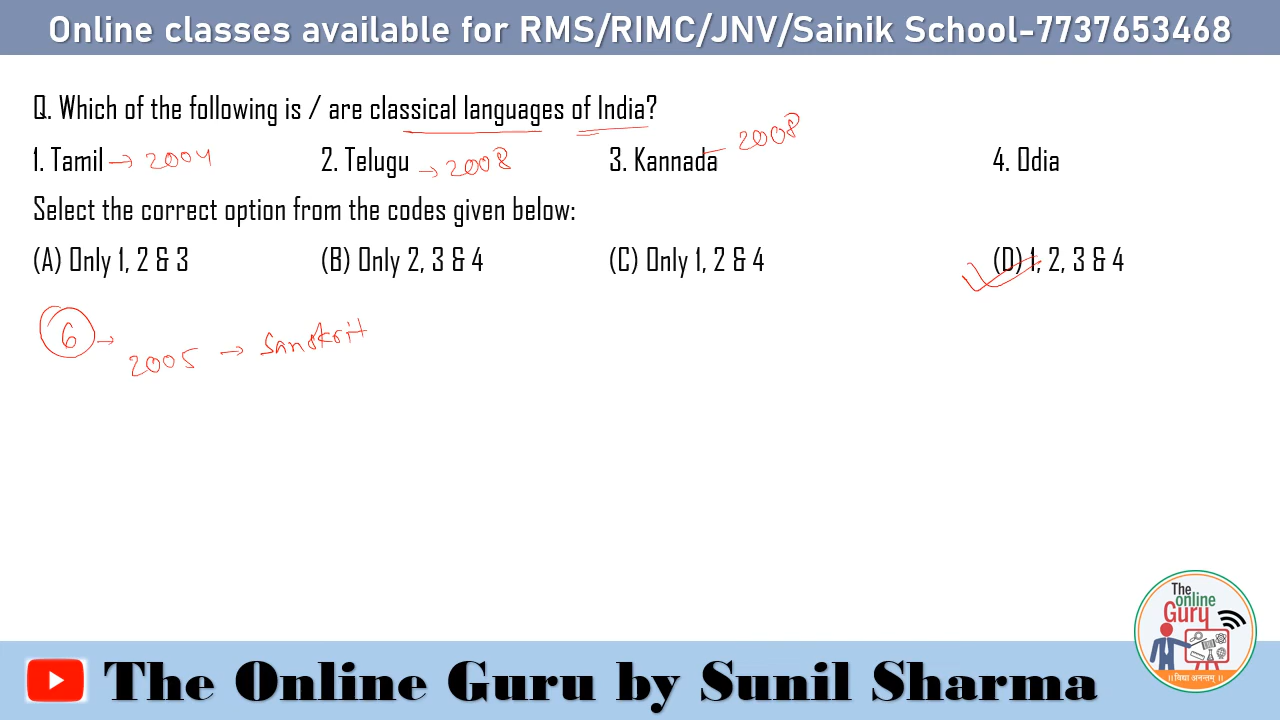 Online classes available for RMS/RIMC/JNV/Sainik School-7737653468
Q. Which of the following is / are classical languages of India?
1. Tamil → 2004 2. Telugu → 2008 3. Kannada – 2008 4. Odia
Select the correct option from the codes given below:
(A) Only 1, 2 & 3 (B) Only 2, 3 & 4 (C) Only 1, 2 & 4 (D) 1, 2, 3 & 4
6 → 2005 → Sanskrit
The
online
Guru
॥विद्या अनन्तम्॥
The Online Guru by Sunil Sharma